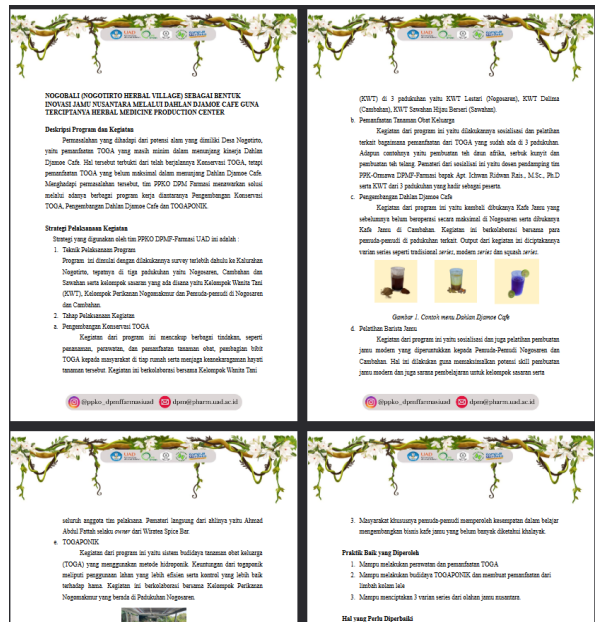 UAD
NOGOBALI (NOGOTIRTO HERBAL VILLAGE) SEBAGAI BENTUK
INOVASI JAMU NUSANTARA MELALUI DAHLAN DJAMOE CAFE GUNA
TERCIPTANYA HERBAL MEDICINE PRODUCTION CENTER
Deskripsi Program dan Kegiatan
Permasalahan yang dihadapi dari potensi alam yang dimiliki Desa Nogotirto,
yaitu pemanfaatan TOGA yang masih minim dalam menunjang kinerja Dahlan
Djamoe Cafe. Hal tersebut terbukti dari telah berjalannya Konservasi TOGA, tetapi
pemanfaatan TOGA yang belum maksimal dalam menunjang Dahlan Djamoe Cafe.
Menghadapi permasalahan tersebut, tim PPKO DPM Farmasi menawarkan solusi
melalui adanya berbagai program kerja diantaranya Pengembangan Konservasi
TOGA, Pengembangan Dahlan Djamoe Cafe dan TOGAPONIK.
Strategi Pelaksanaan Kegiatan
Strategi yang digunakan oleh tim PPKO DPMF-Farmasi UAD ini adalah :
1. Teknik Pelaksanaan Program
Program ini dimulai dengan dilakukannya survey terlebih dahulu ke Kalurahan
Nogotirto, tepatnya di tiga padukuhan yaitu Nogosaren, Cambahan dan
Sawahan serta kelompok sasaran yang ada disana yaitu Kelompok Wanita Tani
(KWT), Kelompok Perikanan Nogomakmur dan Pemuda-pemudi di Nogosaren
dan Cambahan.
2. Tahap Pelaksanaan Kegiatan
a. Pengembangan Konservasi TOGA
Kegiatan dari program ini mencakup berbagai tindakan, seperti
penanaman, perawatan, dan pemanfaatan tanaman obat, pembagian bibit
TOGA kepada masyarakat di tiap rumah serta menjaga keanekaragaman hayati
tanaman tersebut. Kegiatan ini berkolaborasi bersama Kelompok Wanita Tani
@ppko_dpmffarmasiuad dpm@pharm.uad.ac.id
UAD
(KWT) di 3 padukuhan yaitu KWT Lestari (Nogosaren), KWT Delima
(Cambahan), KWT Sawahan Hijau Berseri (Sawahan).
b. Pemanfaatan Tanaman Obat Keluarga
Kegiatan dari program ini yaitu dilakukannya sosialisasi dan pelatihan
terkait bagaimana pemanfaatan dari TOGA yang sudah ada di 3 padukuhan.
Adapun contohnya yaitu pembuatan teh daun afrika, serbuk kunyit dan
pembuatan teh telang. Pemateri dari sosialisasi ini yaitu dosen pendamping tim
PPK-Ormawa DPMF-Farmasi bapak Apt. Ichwan Ridwan Rais., M.Sc., Ph.D
serta KWT dari 3 padukuhan yang hadir sebagai peserta.
c. Pengembangan Dahlan Djamoe Cafe
Kegiatan dari program ini yaitu kembali dibukanya Kafe Jamu yang
sebelumnya belum beroperasi secara maksimal di Nogosaren serta dibukanya
Kafe Jamu di Cambahan. Kegiatan ini berkolaborasi bersama para
pemuda-pemudi di padukuhan terkait. Output dari kegiatan ini diciptakannya
varian series seperti tradisional series, modern series dan squash series.
Gambar 1. Contoh menu Dahlan Djamoe Cafe
d. Pelatihan Barista Jamu
Kegiatan dari program ini yaitu sosialisasi dan juga pelatihan pembuatan
jamu modern yang diperuntukkan kepada Pemuda-Pemudi Nogosaren dan
Cambahan. Hal ini dilakukan guna memaksimalkan potensi skill pembuatan
jamu modern dan juga sarana pembelajaran untuk kelompok sasaran serta
@ppko_dpmffarmasiuad dpm@pharm.uad.ac.id
UAD
seluruh anggota tim pelaksana. Pemateri langsung dari ahlinya yaitu Ahmad
Abdul Fattah selaku owner dari Wiratea Spice Bar.
e. TOGAPONIK
Kegiatan dari program ini yaitu sistem budidaya tanaman obat keluarga
(TOGA) yang menggunakan metode hidroponik. Keuntungan dari togaponik
meliputi penggunaan lahan yang lebih efisien serta kontrol yang lebih baik
terhadap hama. Kegiatan ini berkolaborasi bersama Kelompok Perikanan
Nogomakmur yang berada di Padukuhan Nogosaren.
UAD
3. Masyarakat khususnya pemuda-pemudi memperoleh kesempatan dalam belajar
mengembangkan bisnis kafe jamu yang belum banyak diketahui khalayak.
Praktik Baik yang Diperoleh
1. Mampu melakukan perawatan dan pemanfaatan TOGA
2. Mampu melakukan budidaya TOGAPONIK dan membuat pemanfaatan dari
limbah kolam lele
3. Mampu menciptakan 3 varian series dari olahan jamu nusantara.
Hal yang Perlu Diperbaiki